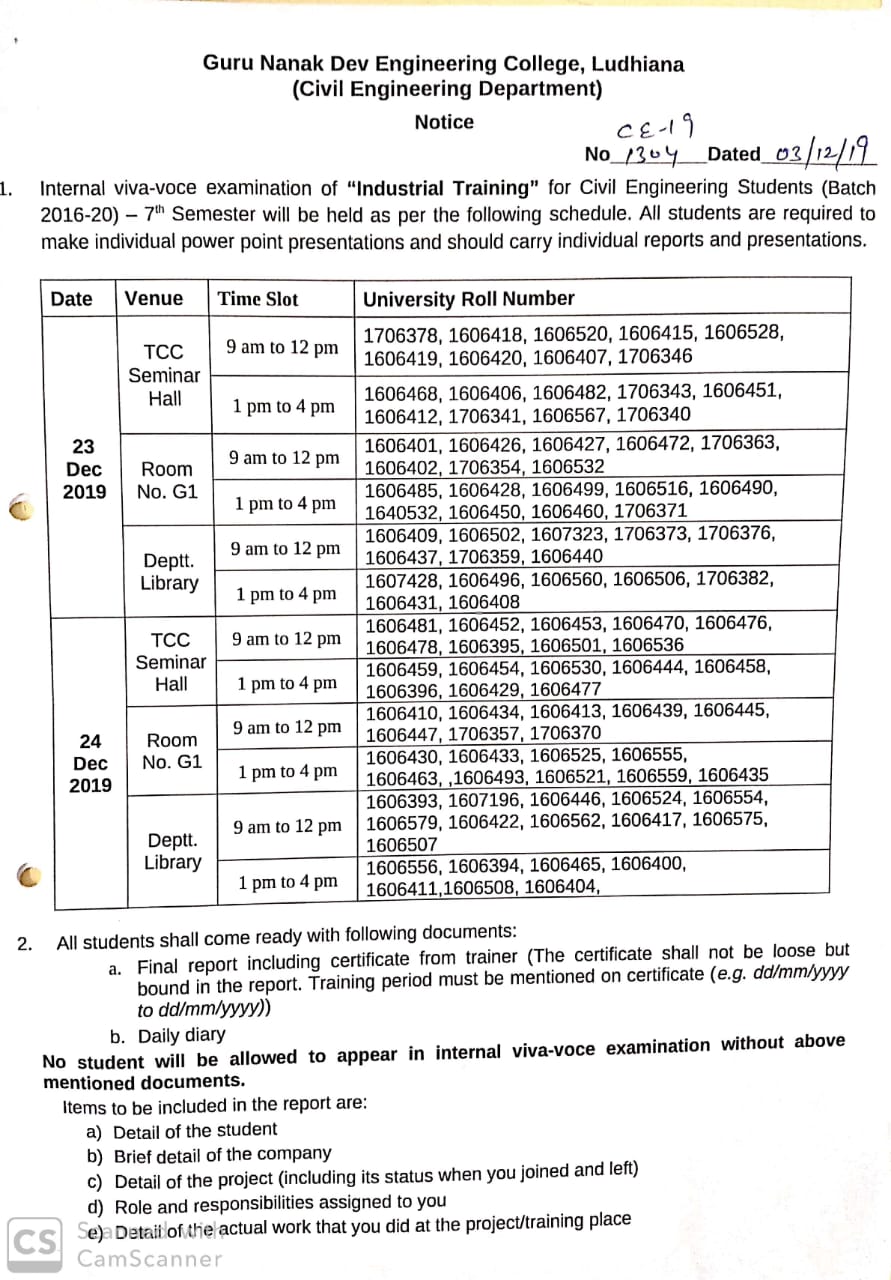 Guru Nanak Dev Engineering College, Ludhiana
(Civil Engineering Department)
Notice
CE-19
No 1304 Dated 03/12/19
1. Internal viva-voce examination of “Industrial Training” for Civil Engineering Students (Batch
2016-20) – 7th Semester will be held as per the following schedule. All students are required to
make individual power point presentations and should carry individual reports and presentations.
Date Venue Time Slot University Roll Number
23
Dec
2019
TCC
Seminar
Hall
9 am to 12 pm
1706378, 1606418, 1606520, 1606415, 1606528,
1606419, 1606420, 1606407, 1706346
1 pm to 4 pm
1606468, 1606406, 1606482, 1706343, 1606451,
1606412, 1706341, 1606567, 1706340
Room
No. G1
9 am to 12 pm
1606401, 1606426, 1606427, 1606472, 1706363,
1606402, 1706354, 1606532
1 pm to 4 pm
1606485, 1606428, 1606499, 1606516, 1606490,
1640532, 1606450, 1606460, 1706371
Deptt.
Library
9 am to 12 pm
1606409, 1606502, 1607323, 1706373, 1706376,
1606437, 1706359, 1606440
1 pm to 4 pm
1607428, 1606496, 1606560, 1606506, 1706382,
1606431, 1606408
24
Dec
2019
TCC
Seminar
Hall
9 am to 12 pm
1606481, 1606452, 1606453, 1606470, 1606476,
1606478, 1606395, 1606501, 1606536
1 pm to 4 pm
1606459, 1606454, 1606530, 1606444, 1606458,
1606396, 1606429, 1606477
Room
No. G1
9 am to 12 pm
1606410, 1606434, 1606413, 1606439, 1606445,
1606447, 1706357, 1706370
1 pm to 4 pm
1606430, 1606433, 1606525, 1606555,
1606463, ,1606493, 1606521, 1606559, 1606435
Deptt.
Library
9 am to 12 pm
1606393, 1607196, 1606446, 1606524, 1606554,
1606579, 1606422, 1606562, 1606417, 1606575,
1606507
1 pm to 4 pm
1606556, 1606394, 1606465, 1606400,
1606411,1606508, 1606404,
2. All students shall come ready with following documents:
a. Final report including certificate from trainer (The certificate shall not be loose but
bound in the report. Training period must be mentioned on certificate (e.g. dd/mm/yyyy
to dd/mm/yyyy))
b. Daily diary
No student will be allowed to appear in internal viva-voce examination without above
mentioned documents.
Items to be included in the report are:
a) Detail of the student
b) Brief detail of the company
c) Detail of the project (including its status when you joined and left)
d) Role and responsibilities assigned to you
e) Detail of the actual work that you did at the project/training place
CS Scanned with
CamScanner